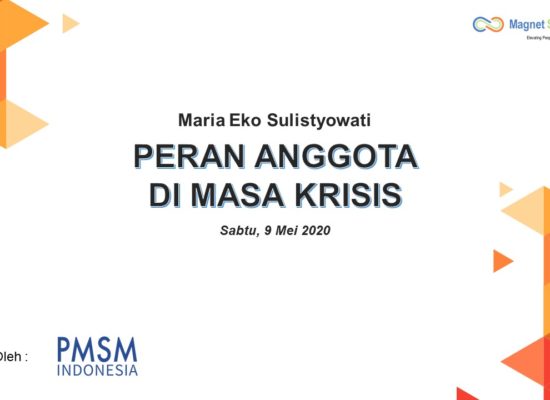 Magnet
Maria Eko Sulistyowati
PERAN ANGGOTA
DI MASA KRISIS
Sabtu, 9 Mei 2020
Oleh :
PMSM
INDONESIA